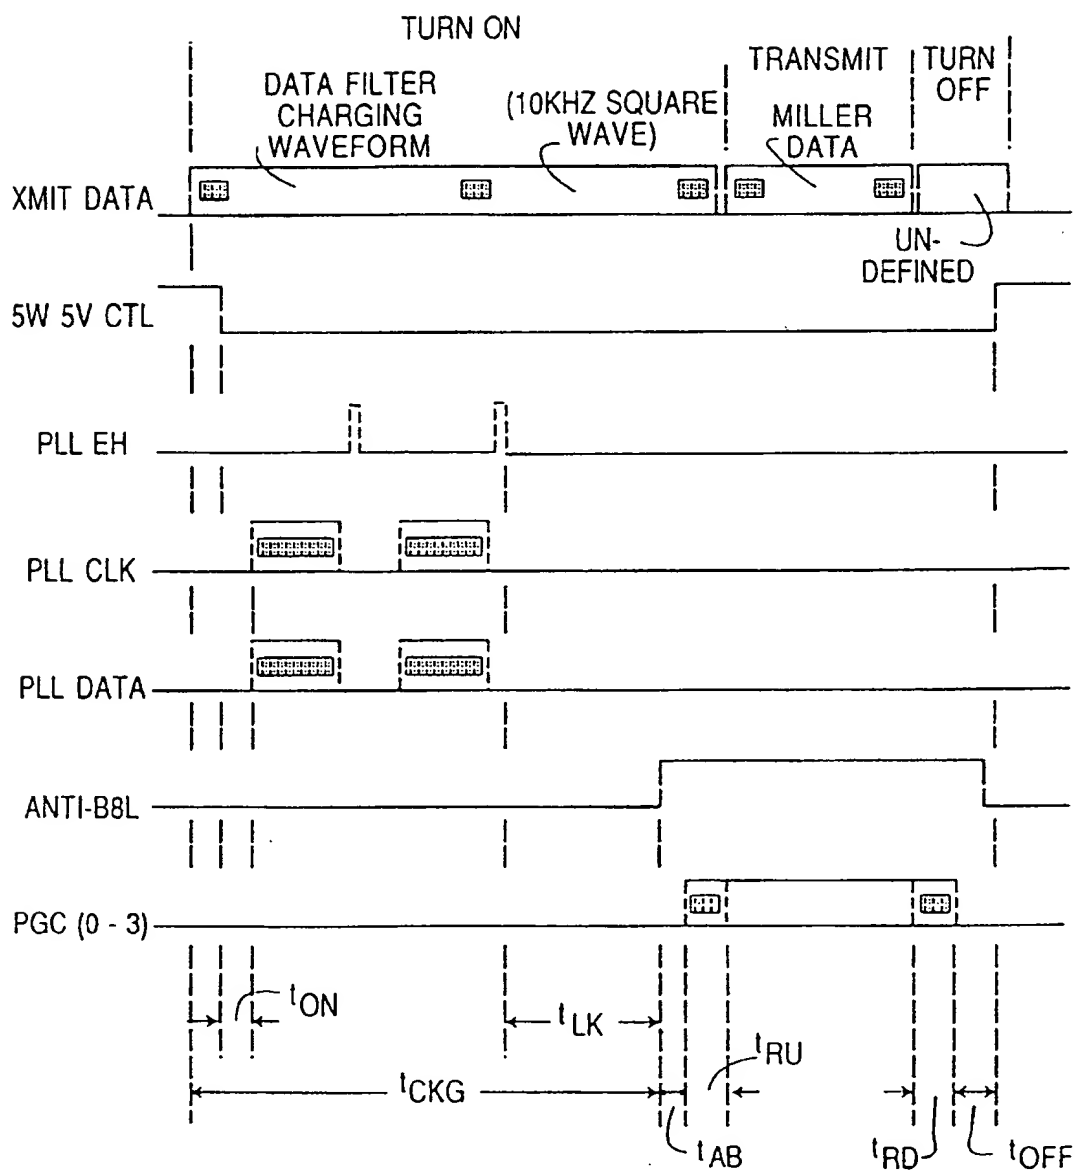 TURN ON
TRANSMIT
TURN
OFF
DATA FILTER
CHARGING
WAVEFORM
(10KHZ SQUARE
WAVE)
MILLER
DATA
XMIT DATA
UN-
DEFINED
5W 5V CTL
PLL EH
PLL CLK
PLL DATA
ANTI-B8L
PGC (0 - 3)
tON
tLK
tRU
tCKG
tAB
tRD
tOFF